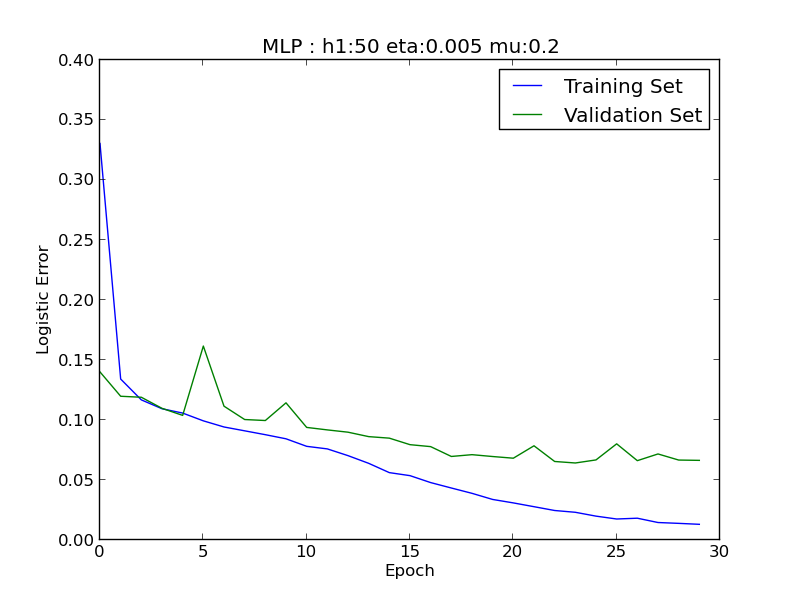 MLP : h1:50 eta:0.005 mu:0.2
0.40
0.35
0.30
0.25
0.20
0.15
0.10
0.05
0.00
Logistic Error
Training Set
Validation Set
0 5 10 15 20 25 30
Epoch